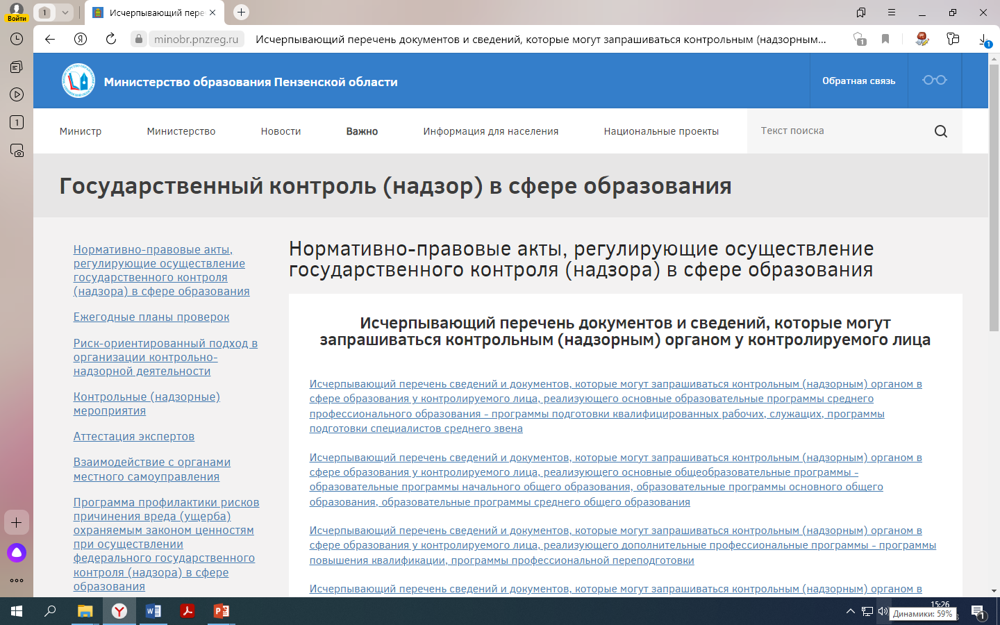 1
Исчерпывающий пере
Войти
minobr.pnzreg.ru
Исчерпывающий перечень документов и сведений, которые могут запрашиваться контрольным (надзорным...
1
1
Министерство образования Пензенской области
Обратная связь
1
Министр
Министерство
Новости
Важно
Информация для населения
Национальные проекты
Текст поиска
Государственный контроль (надзор) в сфере образования
Нормативно-правовые акты,
регулирующие осуществление
государственного контроля
(надзора) в сфере образования
Ежегодные планы проверок
Риск-ориентированный подход в
организации контрольно-
надзорной деятельности
Контрольные (надзорные)
мероприятия
Аттестация экспертов
Взаимодействие с органами
местного самоуправления
Программа профилактики рисков
причинения вреда (ущерба)
охраняемым законом ценностям
при осуществлении
федерального государственного
контроля (надзора) в сфере
образования
Нормативно-правовые акты, регулирующие осуществление
государственного контроля (надзора) в сфере образования
Исчерпывающий перечень документов и сведений, которые могут
запрашиваться контрольным (надзорным) органом у контролируемого лица
Исчерпывающий перечень сведений и документов, которые могут запрашиваться контрольным (надзорным) органом в
сфере образования у контролируемого лица, реализующего основные образовательные программы среднего
профессионального образования - программы подготовки квалифицированных рабочих, служащих, программы
подготовки специалистов среднего звена
Исчерпывающий перечень сведений и документов, которые могут запрашиваться контрольным (надзорным) органом в
сфере образования у контролируемого лица, реализующего основные общеобразовательные программы -
образовательные программы начального общего образования, образовательные программы основного общего
образования, образовательные программы среднего общего образования
Исчерпывающий перечень сведений и документов, которые могут запрашиваться контрольным (надзорным) органом в
сфере образования у контролируемого лица, реализующего дополнительные профессиональные программы - программы
повышения квалификации, программы профессиональной переподготовки
Исчерпывающий перечень сведений и документов, которые могут запрашиваться контрольным (надзорным) органом в
15:26
Динамики: 59%
1